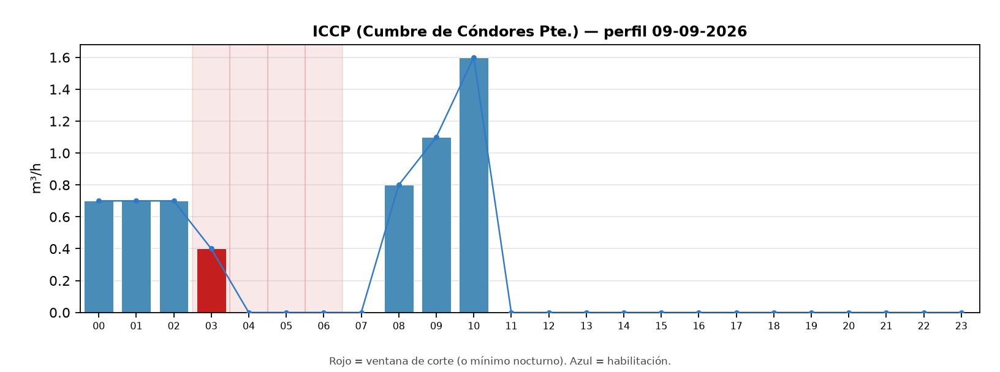 ICCP (Cumbre de Cóndores Pte.) — perfil 09-09-2026
m³/h
1.6
1.4
1.2
1.0
0.8
0.6
0.4
0.2
0.0
00 01 02 03 04 05 06 07 08 09 10 11 12 13 14 15 16 17 18 19 20 21 22 23
Rojo = ventana de corte (o mínimo nocturno). Azul = habilitación.